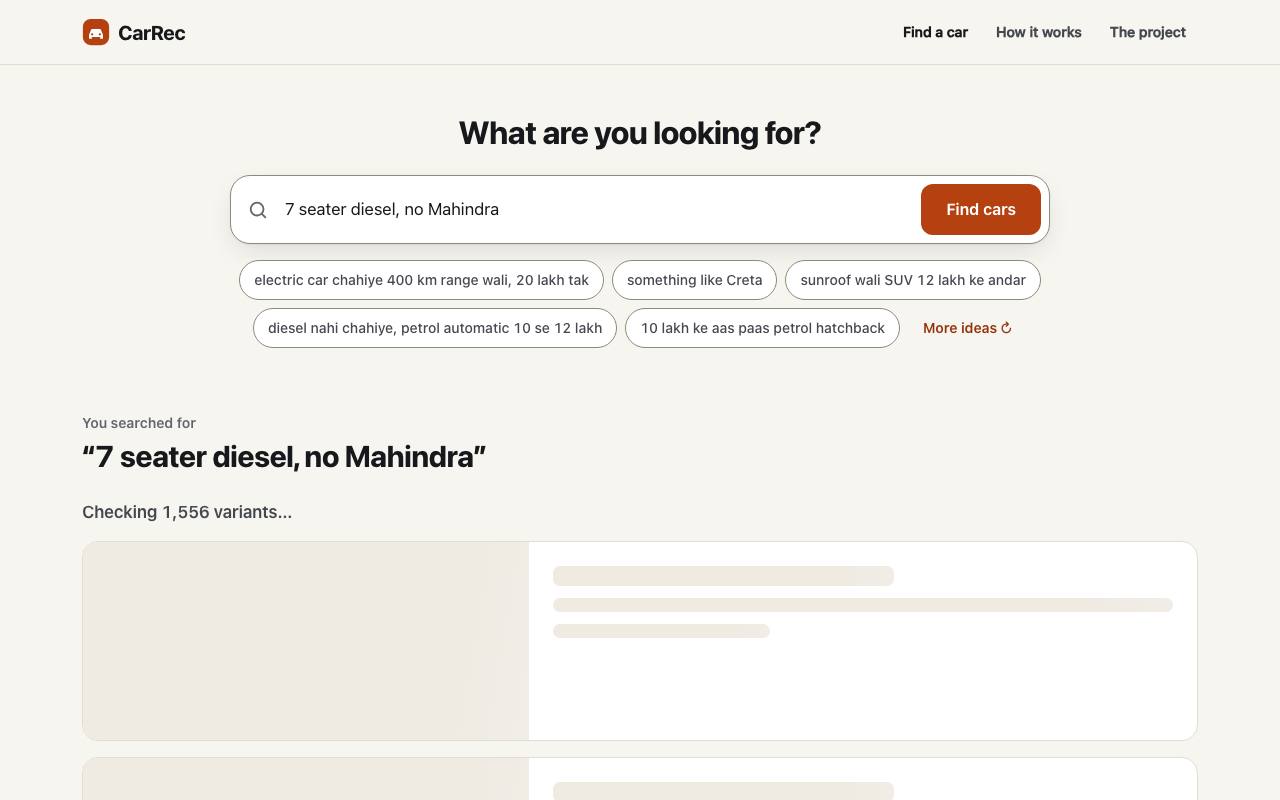 CarRec
Find a car
How it works
The project
What are you looking for?
7 seater diesel, no Mahindra
Find cars
electric car chahiye 400 km range wali, 20 lakh tak
something like Creta
sunroof wali SUV 12 lakh ke andar
diesel nahi chahiye, petrol automatic 10 se 12 lakh
10 lakh ke aas paas petrol hatchback
More ideas ↻
You searched for
“7 seater diesel, no Mahindra”
Checking 1,556 variants...